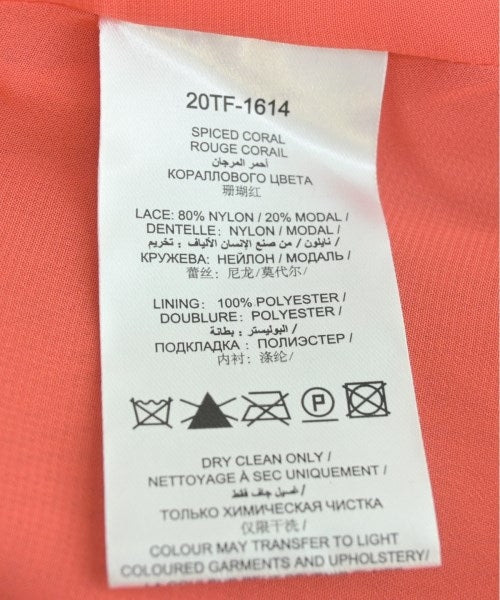 20TF-1614
SPICED CORAL
ROUGE CORAIL
أحمر المرجان
КОРАЛЛОВОГО ЦВЕТА
珊瑚红
LACE: 80% NYLON / 20% MODAL /
DENTELLE: NYLON / MODAL /
نايلون / من صنع الإنسان الألياف : تخريم /
КРУЖЕВА: НЕЙЛОН / МОДАЛЬ /
蕾丝: 尼龙/莫代尔/
LINING: 100% POLYESTER /
DOUBLURE: POLYESTER /
البوليستر : بطانة /
ПОДКЛАДКА: ПОЛИЭСТЕР /
内衬: 涤纶/
P
DRY CLEAN ONLY /
NETTOYAGE À SEC UNIQUEMENT /
غسيل جاف فقط /
ТОЛЬКО ХИМИЧЕСКАЯ ЧИСТКА
仅限干洗 /
COLOUR MAY TRANSFER TO LIGHT
COLOURED GARMENTS AND UPHOLSTERY/